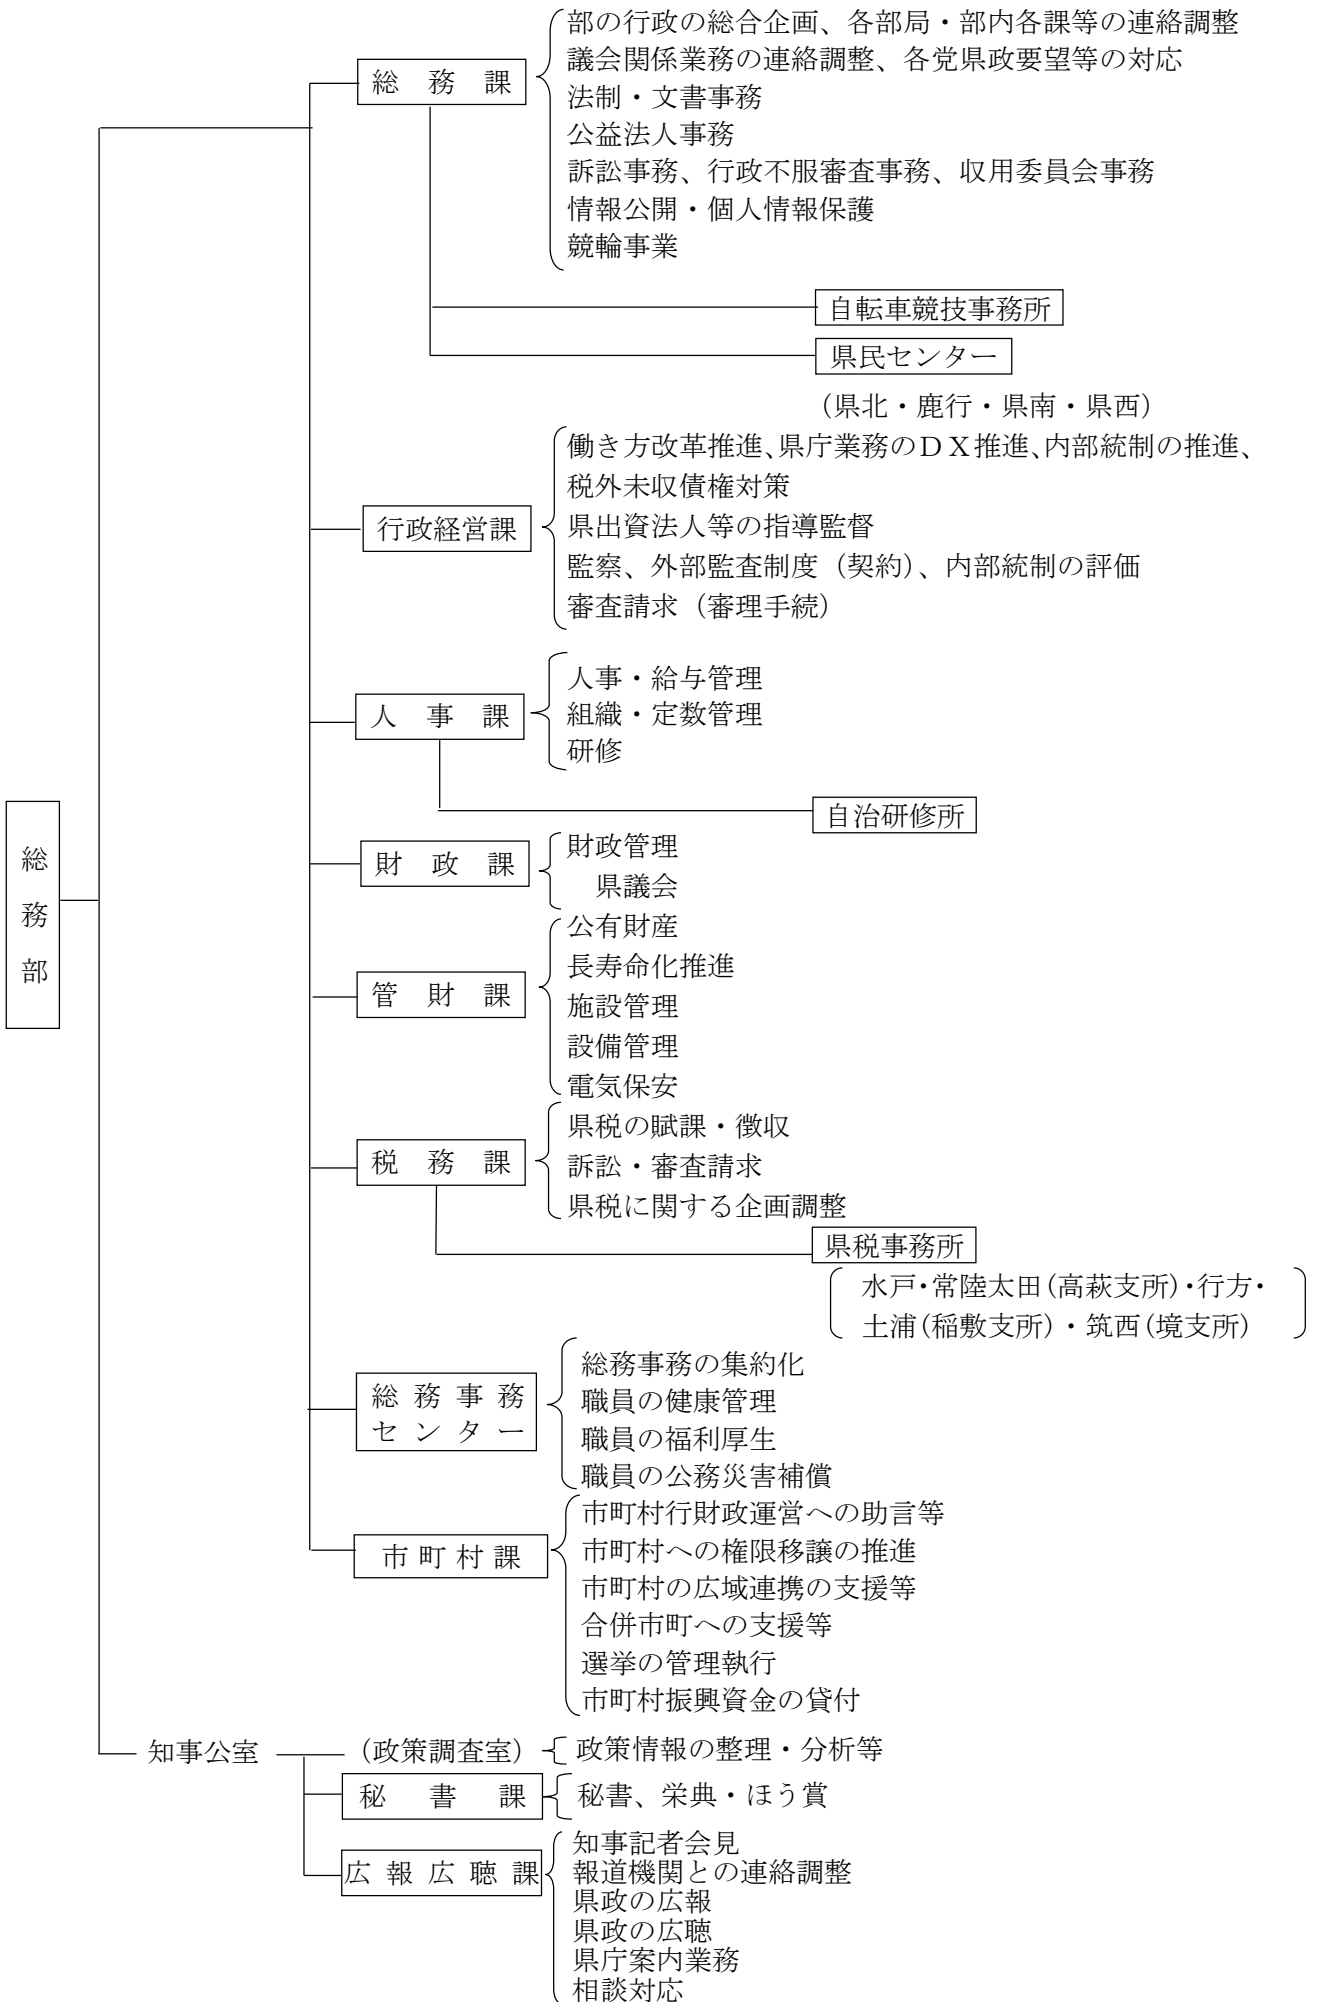 部の行政の総合企画、各部局・部内各課等の連絡調整
議会関係業務の連絡調整、各党県政要望等の対応
総務課
法制・文書事務
公益法人事務
訴訟事務、行政不服審査事務、収用委員会事務
情報公開・個人情報保護
競輪事業
自転車競技事務所
県民センター
（県北・鹿行・県南・県西）
働き方改革推進、県庁業務のＤＸ推進、内部統制の推進、
税外未収債権対策
行政経営課
県出資法人等の指導監督
監察、外部監査制度（契約）、内部統制の評価
審査請求（審理手続）
人事・給与管理
人事課
組織・定数管理
研修
自治研修所
総務部
財政課
財政管理
県議会
公有財産
長寿命化推進
管財課
施設管理
設備管理
電気保安
県税の賦課・徴収
税務課
訴訟・審査請求
県税に関する企画調整
県税事務所
水戸・常陸太田(高萩支所)・行方・
土浦(稲敷支所)・筑西(境支所)
総務事務の集約化
総務事務
センター
職員の健康管理
職員の福利厚生
職員の公務災害補償
市町村行財政運営への助言等
市町村課
市町村への権限移譲の推進
市町村の広域連携の支援等
合併市町への支援等
選挙の管理執行
市町村振興資金の貸付
知事公室
（政策調査室）
政策情報の整理・分析等
秘書課
秘書、栄典・ほう賞
知事記者会見
広報広聴課
報道機関との連絡調整
県政の広報
県政の広聴
県庁案内業務
相談対応